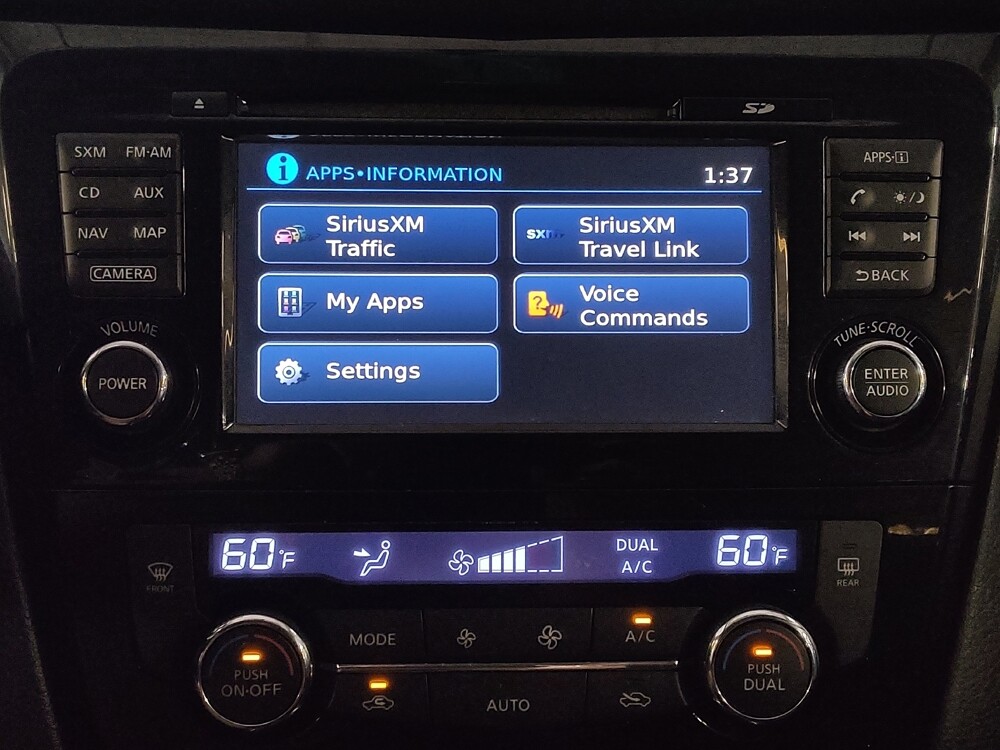 SD
SXM FM·AM
CD AUX
NAV MAP
CAMERA
VOLUME
POWER
i APPS•INFORMATION 1:37
SiriusXM
Traffic
SiriusXM
Travel Link
My Apps
Voice
Commands
Settings
APPS·i
BACK
TUNE·SCROLL
ENTER
AUDIO
60°F
DUAL
A/C
60°F
FRONT
REAR
MODE
A/C
PUSH
ON·OFF
AUTO
PUSH
DUAL